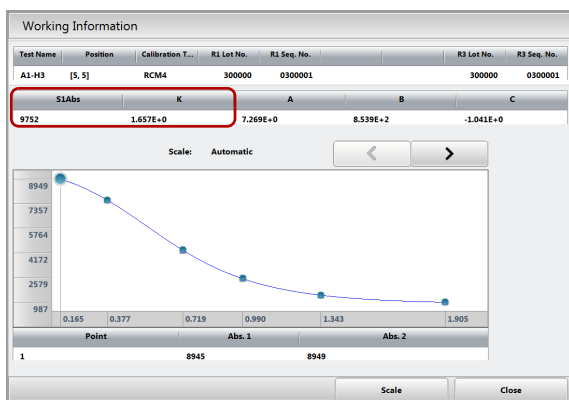 Working Information
Test Name Position Calibration T... R1 Lot No. R1 Seq. No. R3 Lot No. R3 Seq. No.
A1-H3 [5, 5] RCM4 300000 0300001 300000 0300001
S1Abs K A B C
9752 1.657E+0 7.269E+0 8.539E+2 -1.041E+0
Scale: Automatic
8949
7357
5764
4172
2579
987
0.165 0.377 0.719 0.990 1.343 1.905
Point Abs. 1 Abs. 2
1 8945 8949
Scale Close